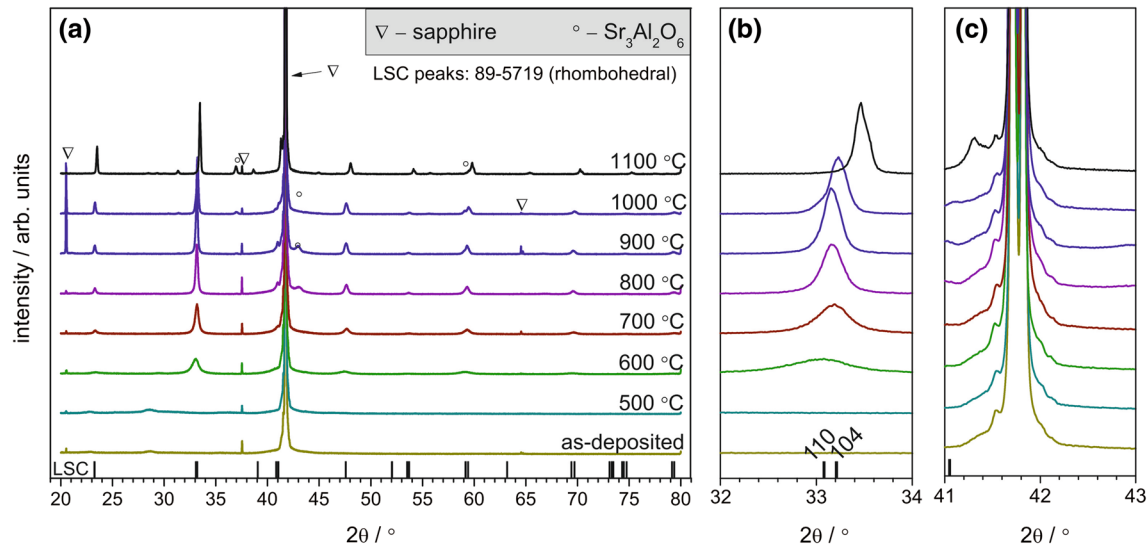 (a)
▽ – sapphire
° – Sr3Al2O6
▽
LSC peaks: 89-5719 (rhombohedral)
▽
▽
1100 °C
1000 °C
▽
900 °C
800 °C
700 °C
600 °C
500 °C
as-deposited
LSC
20 25 30 35 40 45 50 55 60 65 70 75 80
2θ / °
intensity / arb. units
(b)
110
104
32 33 34
2θ / °
(c)
41 42 43
2θ / °